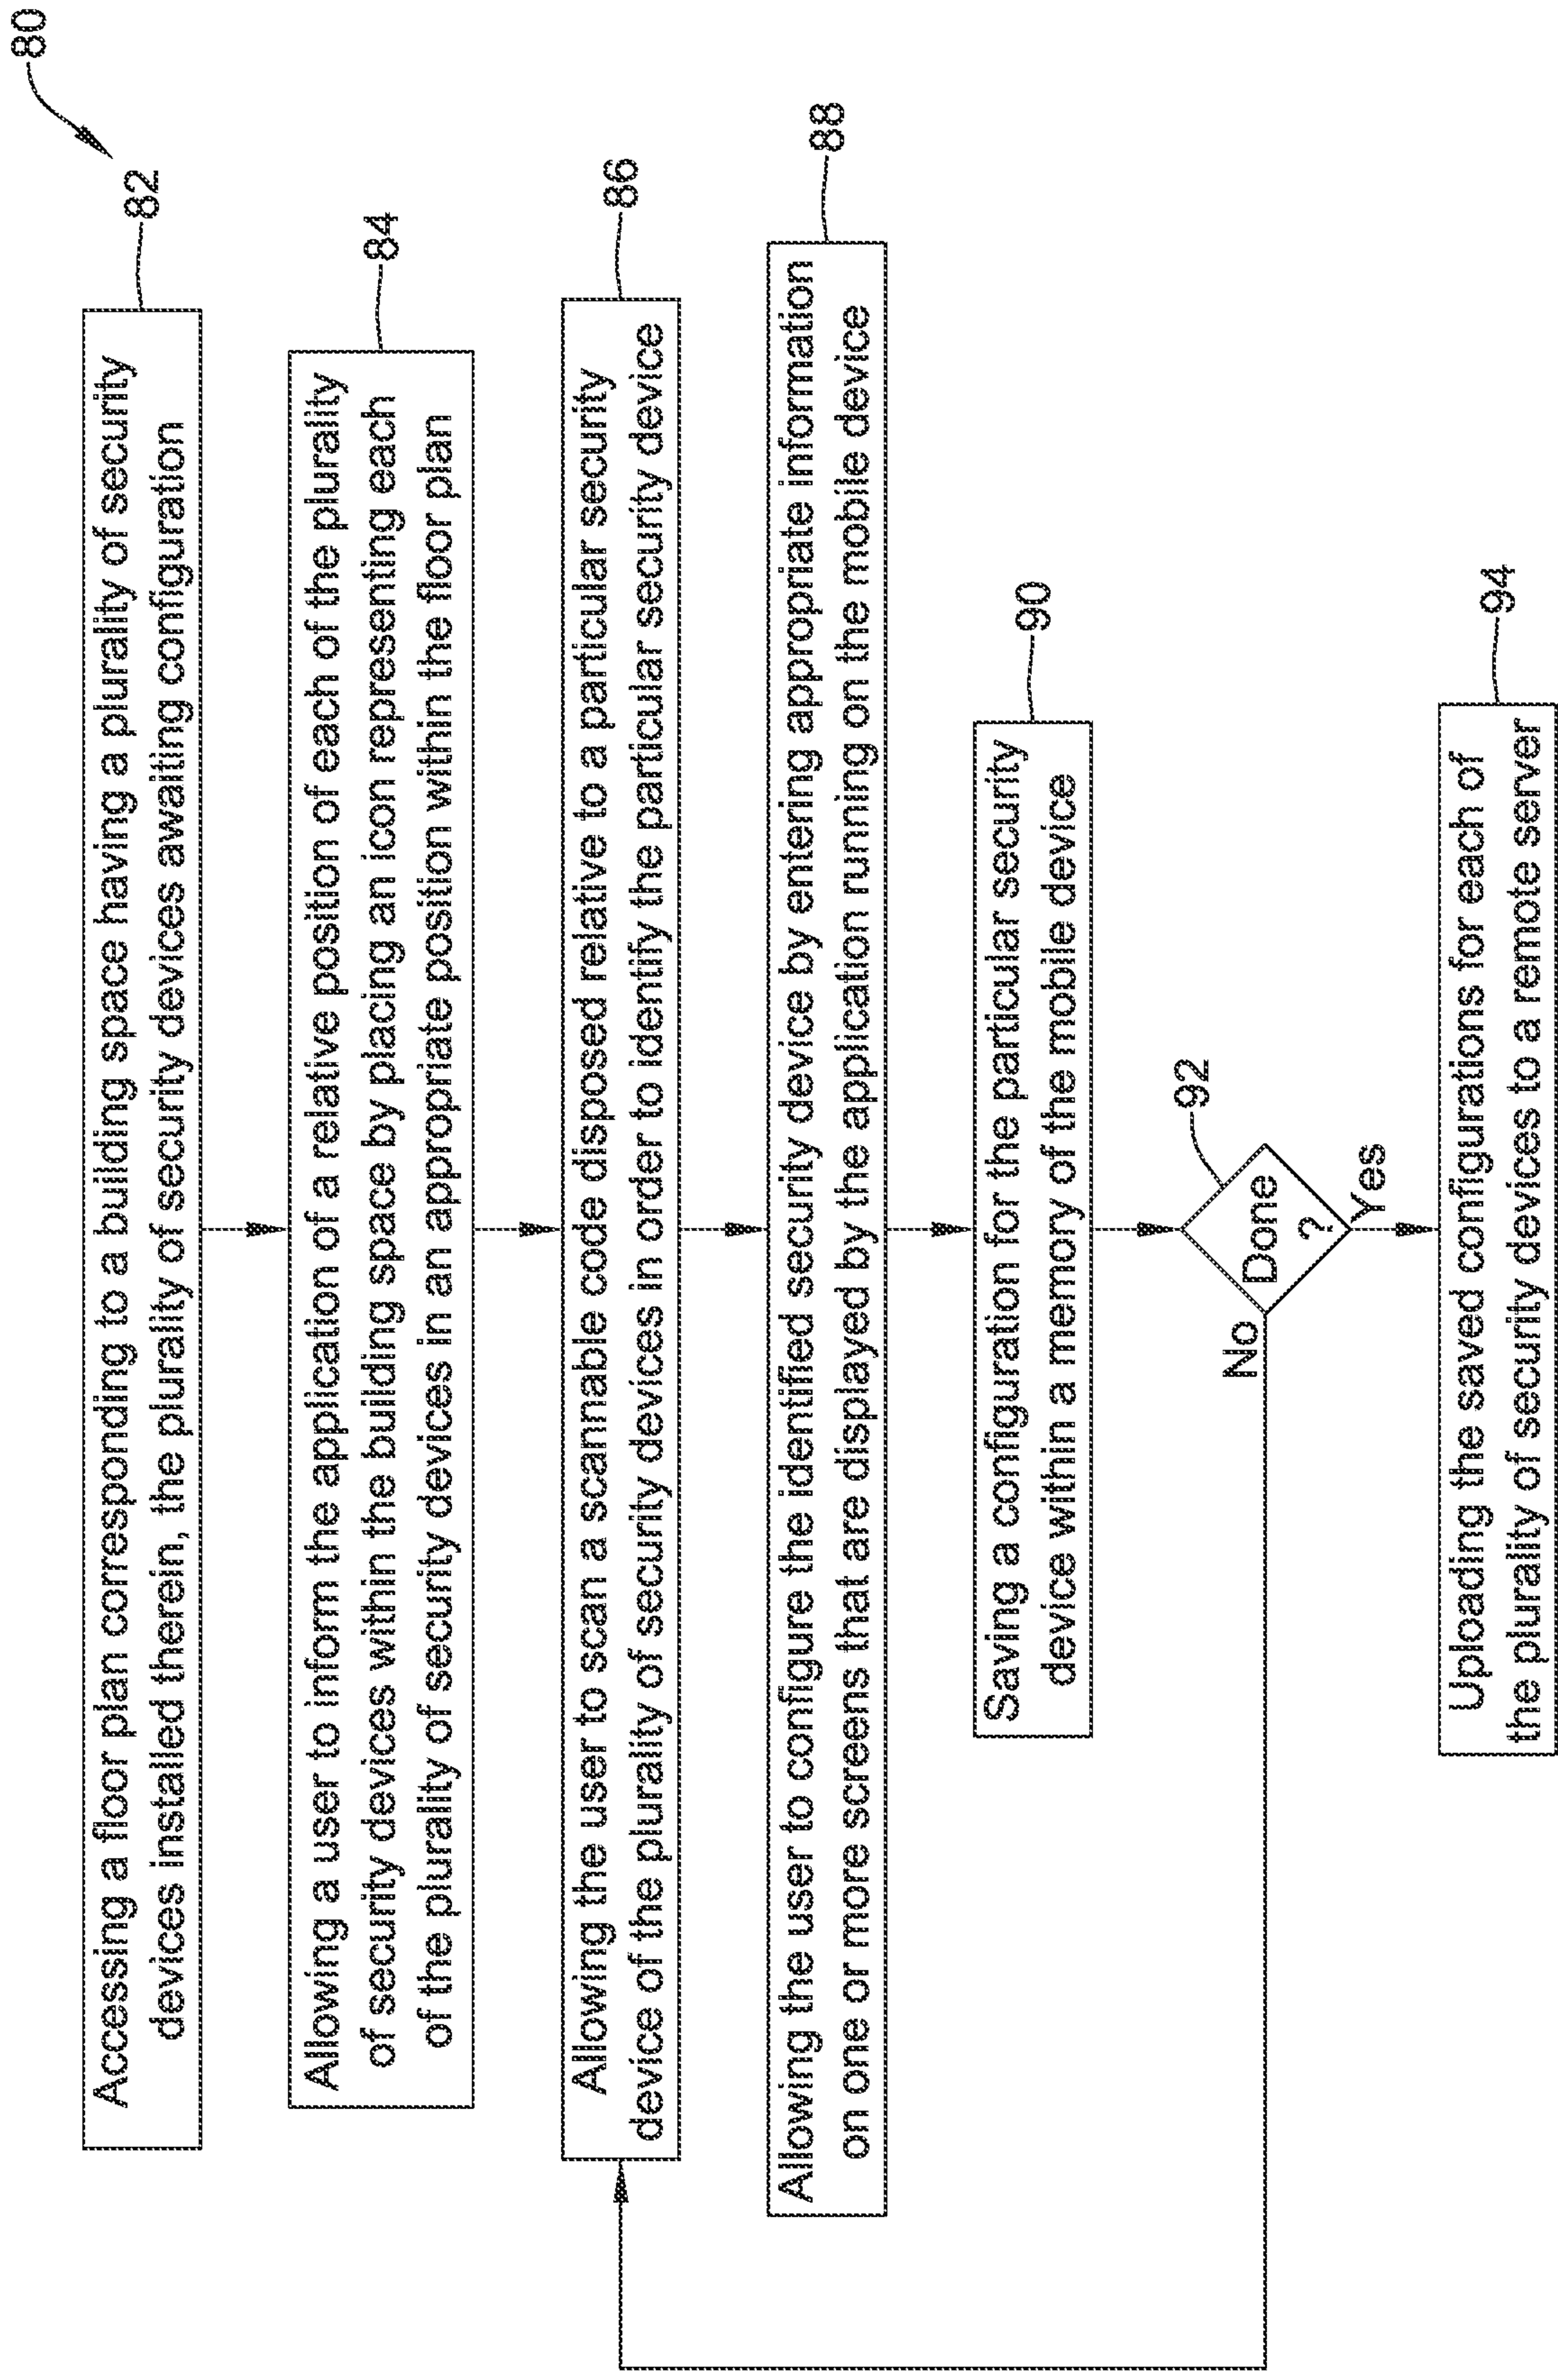 80
82
Accessing a floor plan corresponding to a building space having a plurality of security
devices installed therein, the plurality of security devices awaiting configuration
84
Allowing a user to inform the application of a relative position of each of the plurality
of security devices within the building space by placing an icon representing each
of the plurality of security devices in an appropriate position within the floor plan
86
Allowing the user to scan a scannable code disposed relative to a particular security
device of the plurality of security devices in order to identify the particular security device
88
Allowing the user to configure the identified security device by entering appropriate information
on one or more screens that are displayed by the application running on the mobile device
90
Saving a configuration for the particular security
device within a memory of the mobile device
92
Done
?
No
Yes
94
Uploading the saved configurations for each of
the plurality of security devices to a remote server